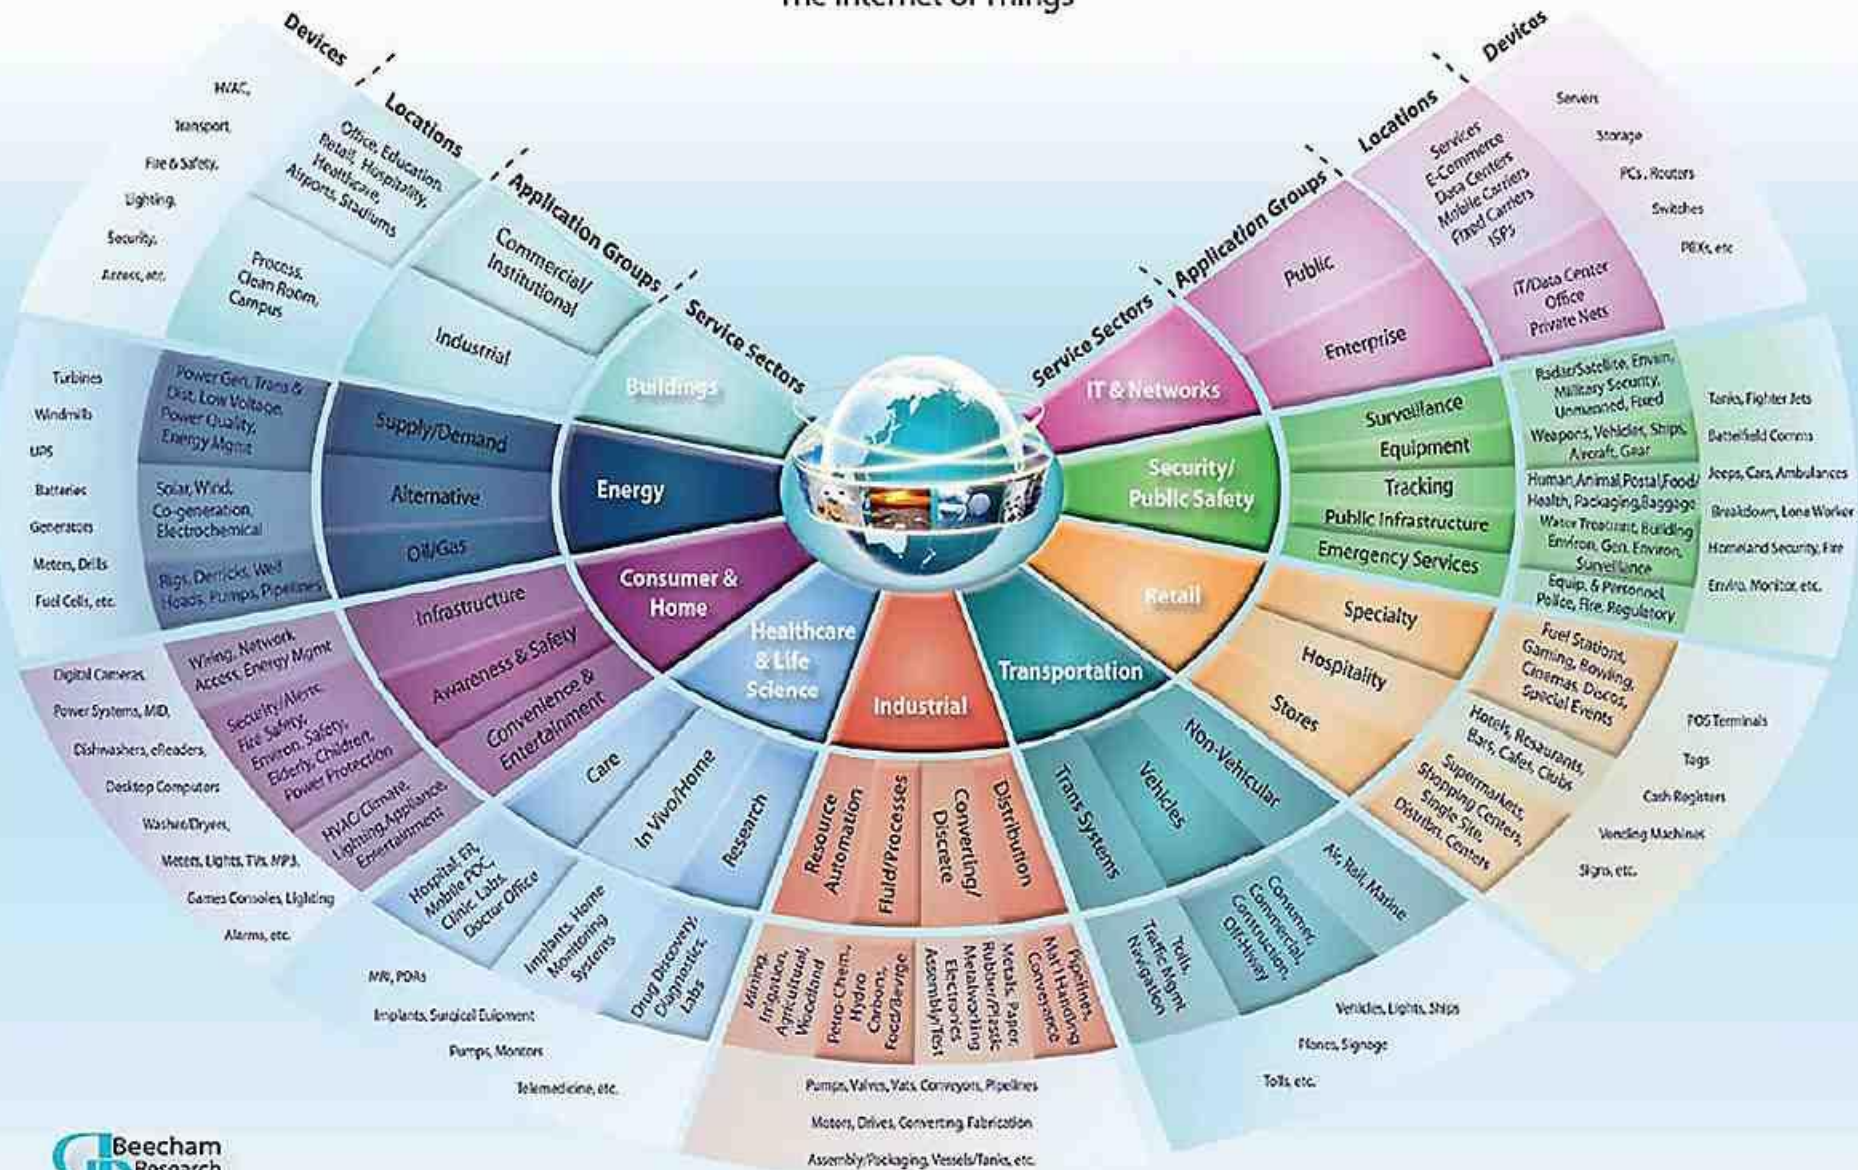 The Internet of Things
Devices
Locations
Application Groups
Service Sectors
HVAC,
Transport,
Fire & Safety,
Lighting,
Security,
Access, etc.
Office, Education,
Retail, Hospitality,
Healthcare,
Airports, Stadiums
Process,
Clean Room,
Campus
Commercial/
Institutional
Industrial
Buildings
Turbines
Windmills
UPS
Batteries
Generators
Meters, Drills
Fuel Cells, etc.
Power Gen, Trans &
Dist, Low Voltage,
Power Quality,
Energy Mgmt
Solar, Wind,
Co-generation,
Electrochemical
Rigs, Derricks, Well
Heads, Pumps, Pipelines
Supply/Demand
Alternative
Oil/Gas
Energy
Digital Cameras,
Power Systems, MID,
Dishwashers, eReaders,
Desktop Computers
Washer/Dryers,
Meters, Lights, TVs, MP3,
Games Consoles, Lighting
Alarms, etc.
Wiring, Network
Access, Energy Mgmt
Security/Alerts,
Fire Safety,
Environ, Safety,
Elderly, Children,
Power Protection
HVAC/Climate,
Lighting, Appliance,
Entertainment
Infrastructure
Awareness & Safety
Convenience &
Entertainment
Consumer &
Home
MRI, PDAs
Implants, Surgical Euipment
Pumps, Monitors
Telemedicine, etc.
Hospital, ER,
Mobile POC,
Clinic, Labs,
Doctor Office
Implants, Home
Monitoring
Systems
Drug Discovery,
Diagnostics,
Labs
Care
In Vivo/Home
Research
Healthcare
& Life
Science
Industrial
Resource
Automation
Fluid/Processes
Converting/
Discrete
Distribution
Mining,
Irrigation,
Agricultural,
Woodland
Petro-Chem,
Hydro
Carbons,
Food/Bevrige
Metals, Paper,
Rubber/Plastic
Metalworking
Electronics
Assembly/Test
Pipelines,
Mat'l Handing
Conveyance
Pumps, Valves, Vats, Conveyors, Pipelines
Motors, Drives, Converting, Fabrication
Assembly/Packaging, Vessels/Tanks, etc.
Transportation
Trans Systems
Vehicles
Non-Vehicular
Tolls,
Traffic Mgmt
Navigation
Consumer,
Commercial,
Construction,
Off-Hiway
Air, Rail, Marine
Vehicles, Lights, Ships
Planes, Signage
Tolls, etc.
Retail
Specialty
Hospitality
Stores
Fuel Stations,
Gaming, Bowling,
Cinemas, Discos,
Special Events
Hotels, Resaurants,
Bars, Cafes, Clubs
Supermarkets,
Shopping Centers,
Single Site,
Distribn, Centers
POS Terminals
Tags
Cash Registers
Vending Machines
Signs, etc.
Security/
Public Safety
Surveillance
Equipment
Tracking
Public Infrastructure
Emergency Services
Radar/Satellite, Environ,
Military Security,
Unmanned, Fixed
Weapons, Vehicles, Ships,
Aircraft, Gear
Human, Animal, Postal, Food/
Health, Packaging, Baggage
Water Treatmnt, Building
Environ, Gen. Environ,
Surveillance
Equip. & Personnel,
Police, Fire, Regulatory
Tanks, Fighter Jets
Battelfield Comms
Jeeps, Cars, Ambulances
Breakdown, Lone Worker
Homeland Security, Fire
Enviro. Monitor, etc.
IT & Networks
Public
Enterprise
Services
E-Commerce
Data Centers
Mobile Carriers
Fixed Carriers
ISPs
IT/Data Center
Office
Private Nets
Servers
Storage
PCs, Routers
Switches
PBXs, etc
Service Sectors
Application Groups
Locations
Devices
Beecham
Research